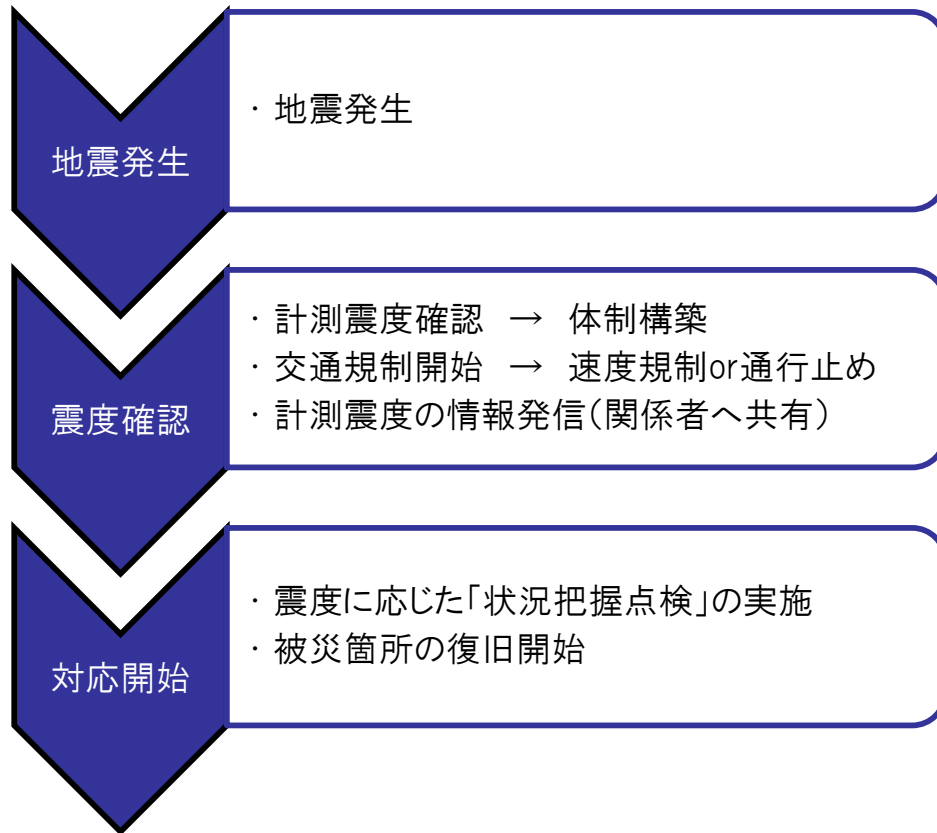 地震発生
・地震発生
震度確認
・計測震度確認　→　体制構築
・交通規制開始　→　速度規制or通行止め
・計測震度の情報発信（関係者へ共有）
対応開始
・震度に応じた「状況把握点検」の実施
・被災箇所の復旧開始